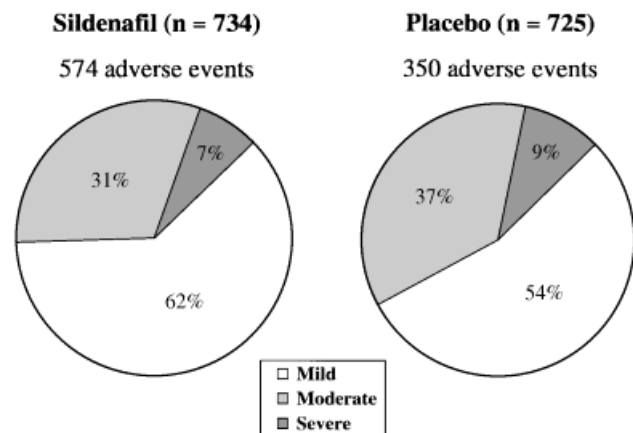 Sildenafil (n = 734)
574 adverse events
7%
31%
62%
Placebo (n = 725)
350 adverse events
9%
37%
54%
Mild
Moderate
Severe